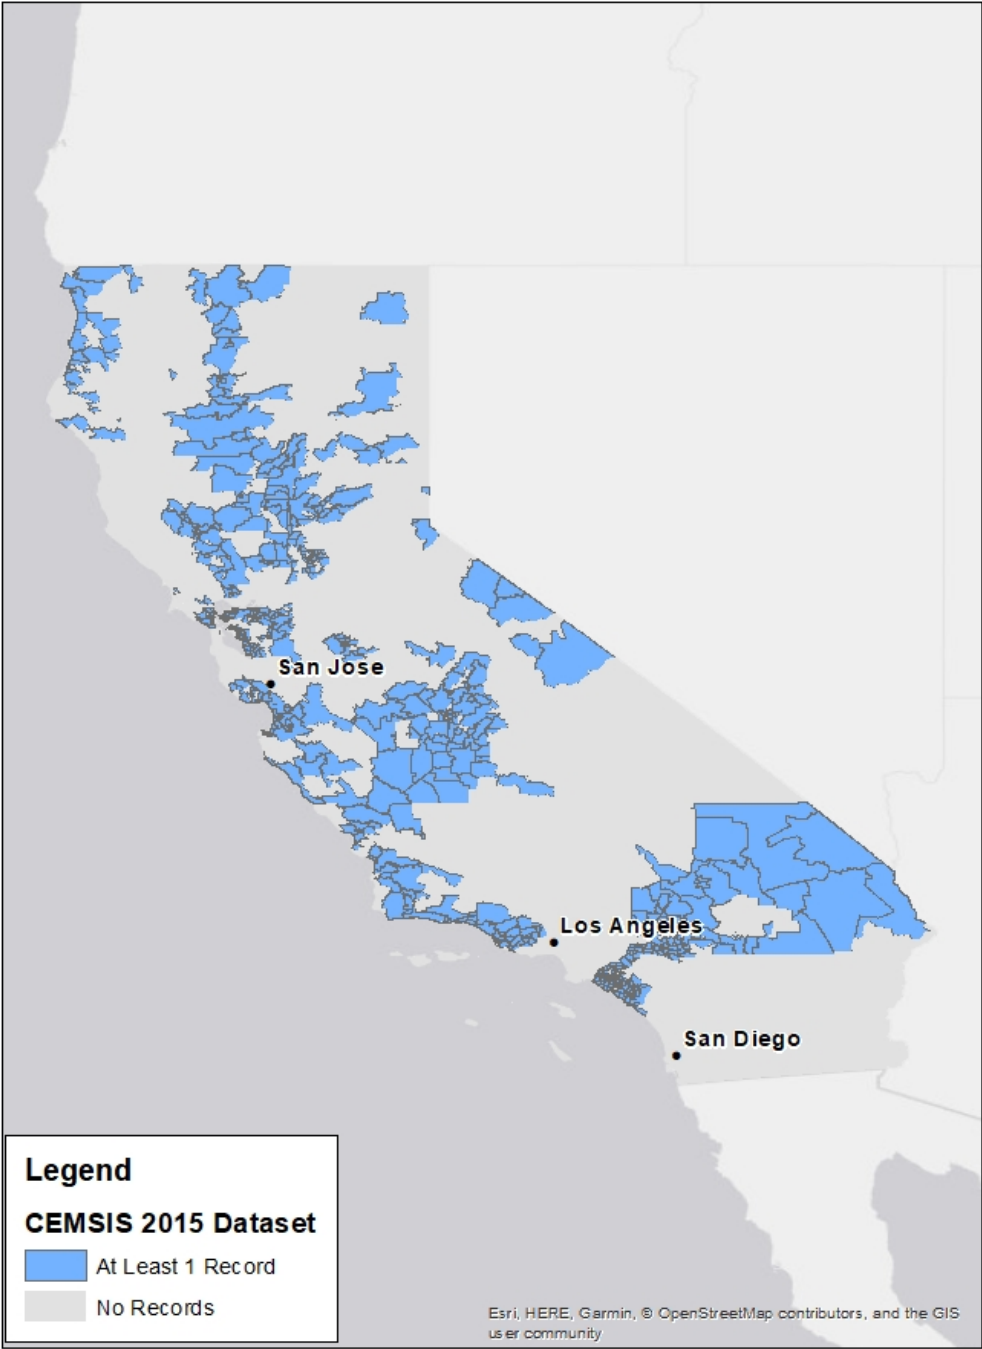 San Jose
Los Angeles
San Diego
Legend
CEMSIS 2015 Dataset
At Least 1 Record
No Records
Esri, HERE, Garmin, © OpenStreetMap contributors, and the GIS
user community